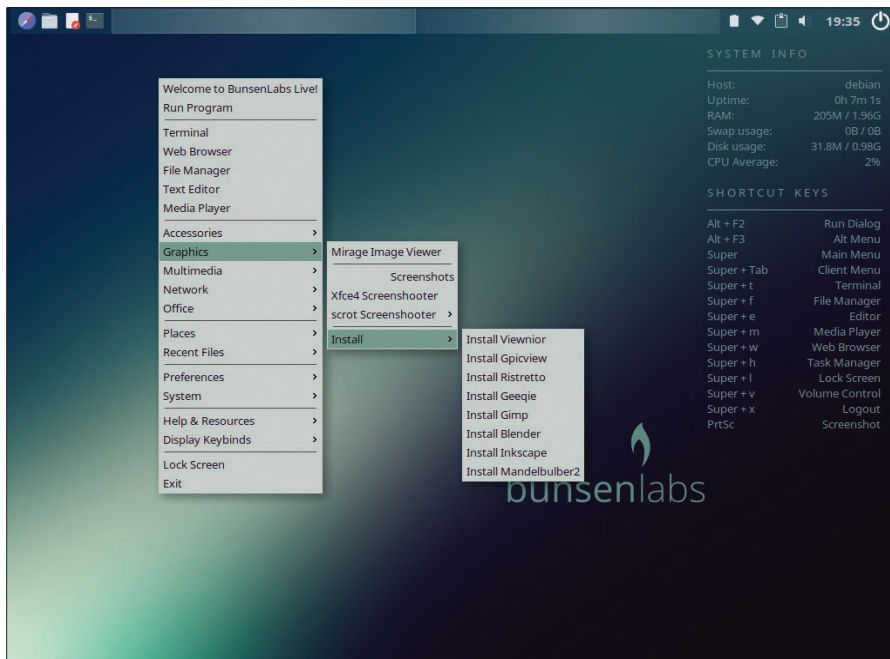 19:35
Welcome to BunsenLabs Live!
Run Program
Terminal
Web Browser
File Manager
Text Editor
Media Player
Accessories
Graphics
Multimedia
Network
Office
Places
Recent Files
Preferences
System
Help & Resources
Display Keybinds
Lock Screen
Exit
Mirage Image Viewer
Screenshots
Xfce4 Screenshooter
scrot Screenshooter
Install
Install Viewnior
Install Gpicview
Install Ristretto
Install Geeqie
Install Gimp
Install Blender
Install Inkscape
Install Mandelbulber2
SYSTEM INFO
Host: debian
Uptime: 0h 7m 1s
RAM: 205M / 1.96G
Swap usage: 0B / 0B
Disk usage: 31.8M / 0.98G
CPU Average: 2%
SHORTCUT KEYS
Alt + F2 Run Dialog
Alt + F3 Alt Menu
Super Main Menu
Super + Tab Client Menu
Super + t Terminal
Super + f File Manager
Super + e Editor
Super + m Media Player
Super + w Web Browser
Super + h Task Manager
Super + l Lock Screen
Super + v Volume Control
Super + x Logout
PrtSc Screenshot
bunsenlabs